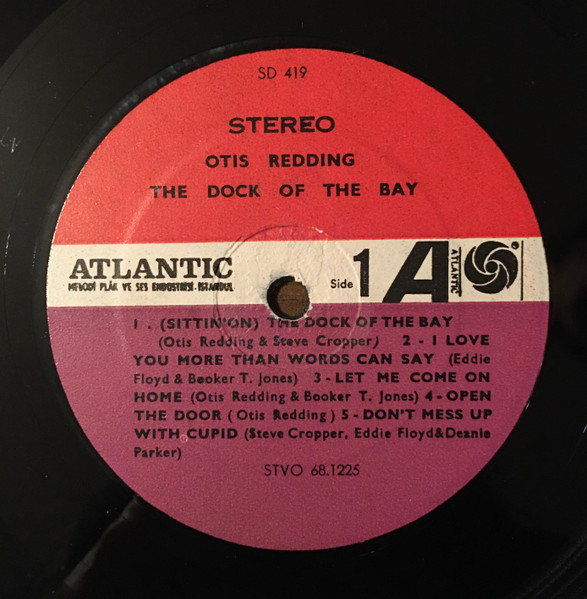 SD 419
STEREO
OTIS REDDING
THE DOCK OF THE BAY
ATLANTIC
MELODİ PLÂK VE SES ENDÜSTRİSİ-İSTANBUL
Side 1 A ATLANTIC
1 . (SITTIN'ON) THE DOCK OF THE BAY
(Otis Redding & Steve Cropper) 2 - I LOVE
YOU MORE THAN WORDS CAN SAY (Eddie
Floyd & Booker T. Jones) 3 - LET ME COME ON
HOME (Otis Redding & Booker T. Jones) 4 - OPEN
THE DOOR ( Otis Redding ) 5 - DON'T MESS UP
WITH CUPID (Steve Cropper, Eddie Floyd&Deanie
Parker)
STVO 68.1225